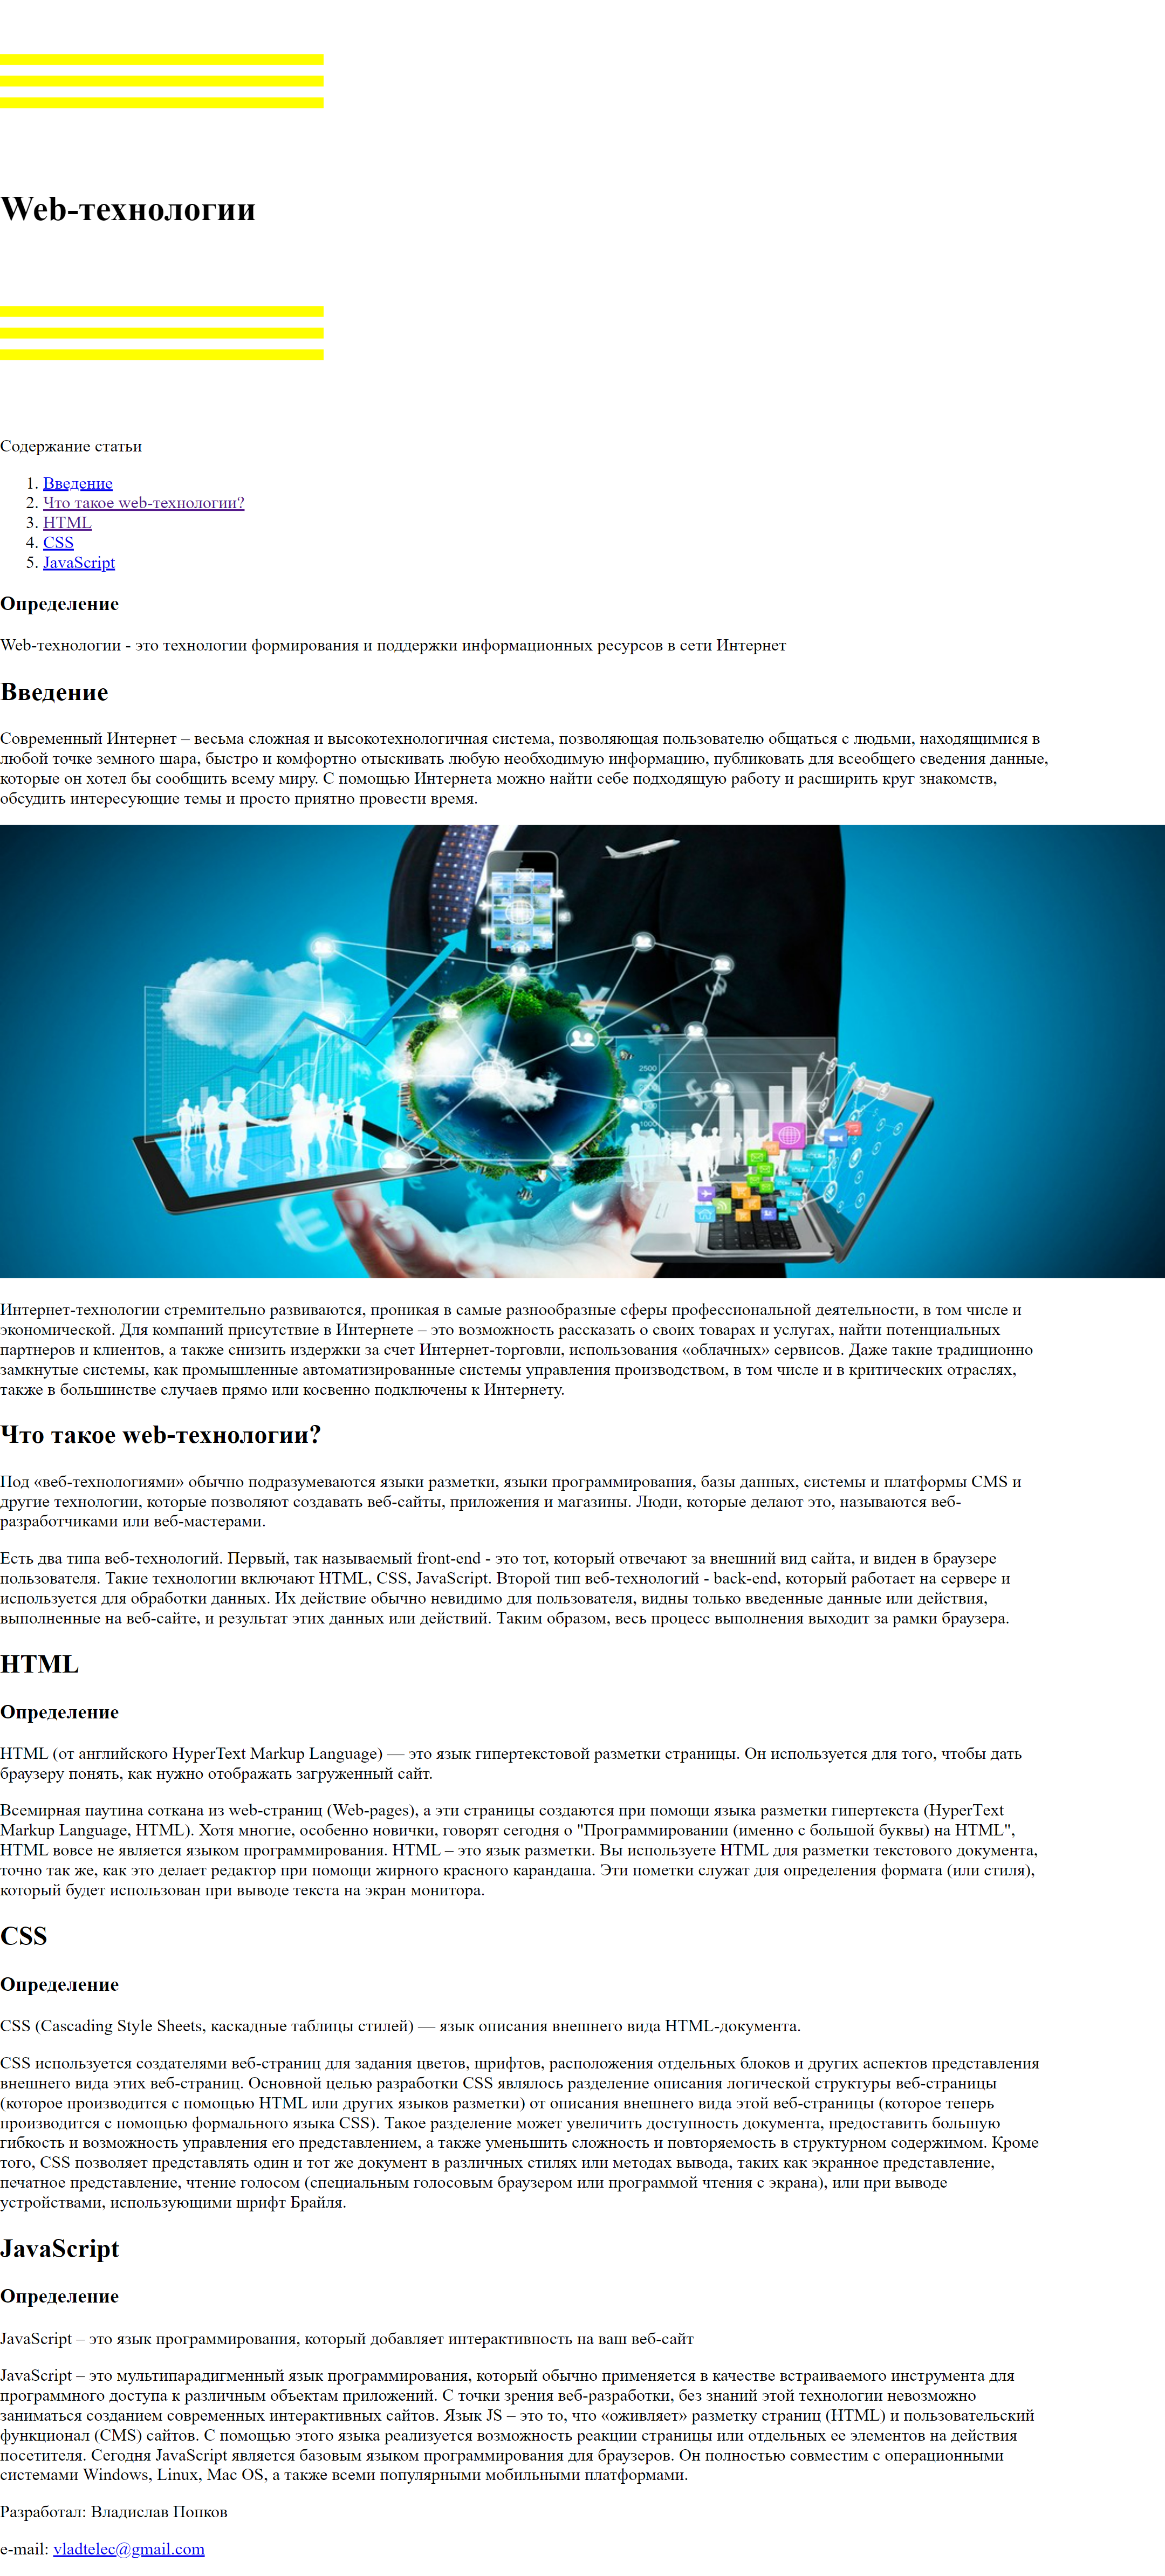 Web-технологии
Содержание статьи
1. Введение
2. Что такое web-технологии?
3. HTML
4. CSS
5. JavaScript
Определение
Web-технологии - это технологии формирования и поддержки информационных ресурсов в сети Интернет
Введение
Современный Интернет – весьма сложная и высокотехнологичная система, позволяющая пользователю общаться с людьми, находящимися в
любой точке земного шара, быстро и комфортно отыскивать любую необходимую информацию, публиковать для всеобщего сведения данные,
которые он хотел бы сообщить всему миру. С помощью Интернета можно найти себе подходящую работу и расширить круг знакомств,
обсудить интересующие темы и просто приятно провести время.
2500
1000
Интернет-технологии стремительно развиваются, проникая в самые разнообразные сферы профессиональной деятельности, в том числе и
экономической. Для компаний присутствие в Интернете – это возможность рассказать о своих товарах и услугах, найти потенциальных
партнеров и клиентов, а также снизить издержки за счет Интернет-торговли, использования «облачных» сервисов. Даже такие традиционно
замкнутые системы, как промышленные автоматизированные системы управления производством, в том числе и в критических отраслях,
также в большинстве случаев прямо или косвенно подключены к Интернету.
Что такое web-технологии?
Под «веб-технологиями» обычно подразумеваются языки разметки, языки программирования, базы данных, системы и платформы CMS и
другие технологии, которые позволяют создавать веб-сайты, приложения и магазины. Люди, которые делают это, называются веб-
разработчиками или веб-мастерами.
Есть два типа веб-технологий. Первый, так называемый front-end - это тот, который отвечают за внешний вид сайта, и виден в браузере
пользователя. Такие технологии включают HTML, CSS, JavaScript. Второй тип веб-технологий - back-end, который работает на сервере и
используется для обработки данных. Их действие обычно невидимо для пользователя, видны только введенные данные или действия,
выполненные на веб-сайте, и результат этих данных или действий. Таким образом, весь процесс выполнения выходит за рамки браузера.
HTML
Определение
HTML (от английского HyperText Markup Language) — это язык гипертекстовой разметки страницы. Он используется для того, чтобы дать
браузеру понять, как нужно отображать загруженный сайт.
Всемирная паутина соткана из web-страниц (Web-pages), а эти страницы создаются при помощи языка разметки гипертекста (HyperText
Markup Language, HTML). Хотя многие, особенно новички, говорят сегодня о "Программировании (именно с большой буквы) на HTML",
HTML вовсе не является языком программирования. HTML – это язык разметки. Вы используете HTML для разметки текстового документа,
точно так же, как это делает редактор при помощи жирного красного карандаша. Эти пометки служат для определения формата (или стиля),
который будет использован при выводе текста на экран монитора.
CSS
Определение
CSS (Cascading Style Sheets, каскадные таблицы стилей) — язык описания внешнего вида HTML-документа.
CSS используется создателями веб-страниц для задания цветов, шрифтов, расположения отдельных блоков и других аспектов представления
внешнего вида этих веб-страниц. Основной целью разработки CSS являлось разделение описания логической структуры веб-страницы
(которое производится с помощью HTML или других языков разметки) от описания внешнего вида этой веб-страницы (которое теперь
производится с помощью формального языка CSS). Такое разделение может увеличить доступность документа, предоставить большую
гибкость и возможность управления его представлением, а также уменьшить сложность и повторяемость в структурном содержимом. Кроме
того, CSS позволяет представлять один и тот же документ в различных стилях или методах вывода, таких как экранное представление,
печатное представление, чтение голосом (специальным голосовым браузером или программой чтения с экрана), или при выводе
устройствами, использующими шрифт Брайля.
JavaScript
Определение
JavaScript – это язык программирования, который добавляет интерактивность на ваш веб-сайт
JavaScript – это мультипарадигменный язык программирования, который обычно применяется в качестве встраиваемого инструмента для
программного доступа к различным объектам приложений. С точки зрения веб-разработки, без знаний этой технологии невозможно
заниматься созданием современных интерактивных сайтов. Язык JS – это то, что «оживляет» разметку страниц (HTML) и пользовательский
функционал (CMS) сайтов. С помощью этого языка реализуется возможность реакции страницы или отдельных ее элементов на действия
посетителя. Сегодня JavaScript является базовым языком программирования для браузеров. Он полностью совместим с операционными
системами Windows, Linux, Mac OS, а также всеми популярными мобильными платформами.
Разработал: Владислав Попков
e-mail: vladtelec@gmail.com